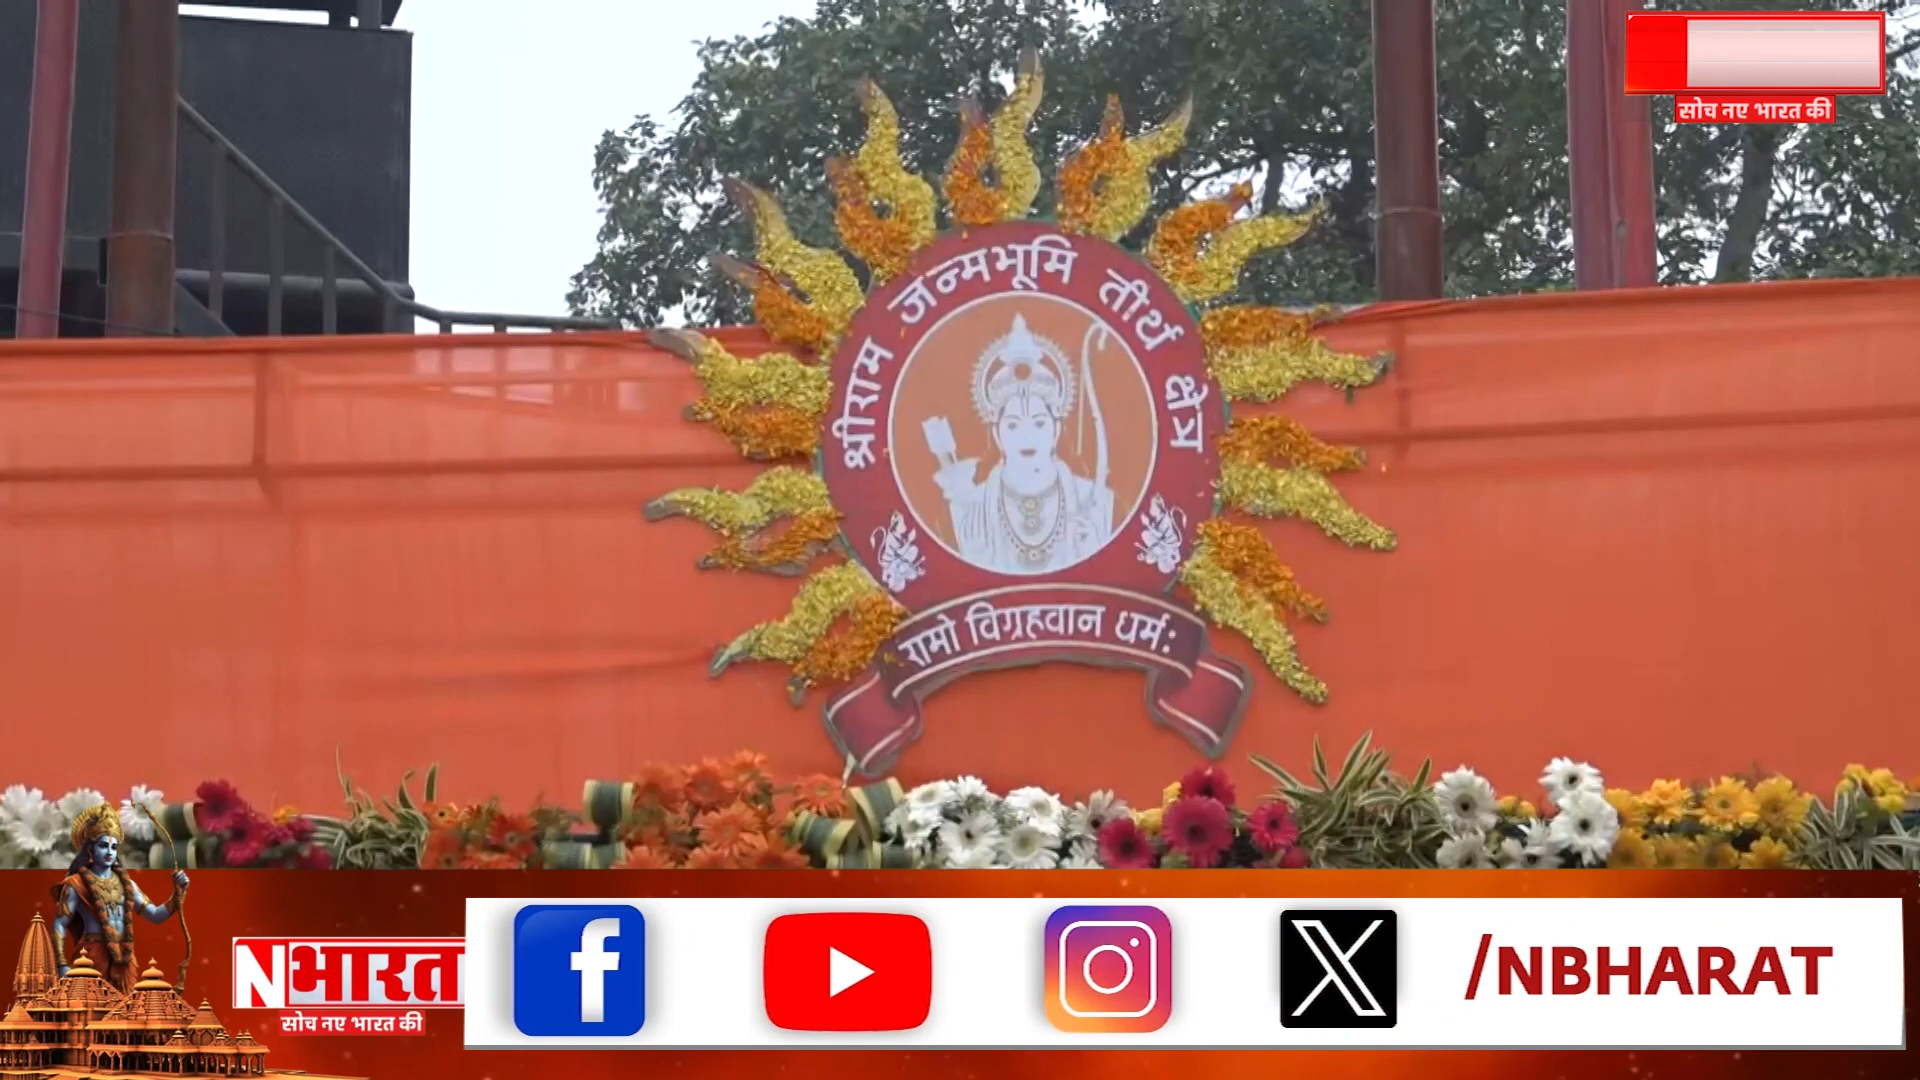 सोच नए भारत की
श्रीराम जन्मभूमि तीर्थ क्षेत्र
रामो विग्रहवान धर्म:
Nभारत
सोच नए भारत की
/NBHARAT